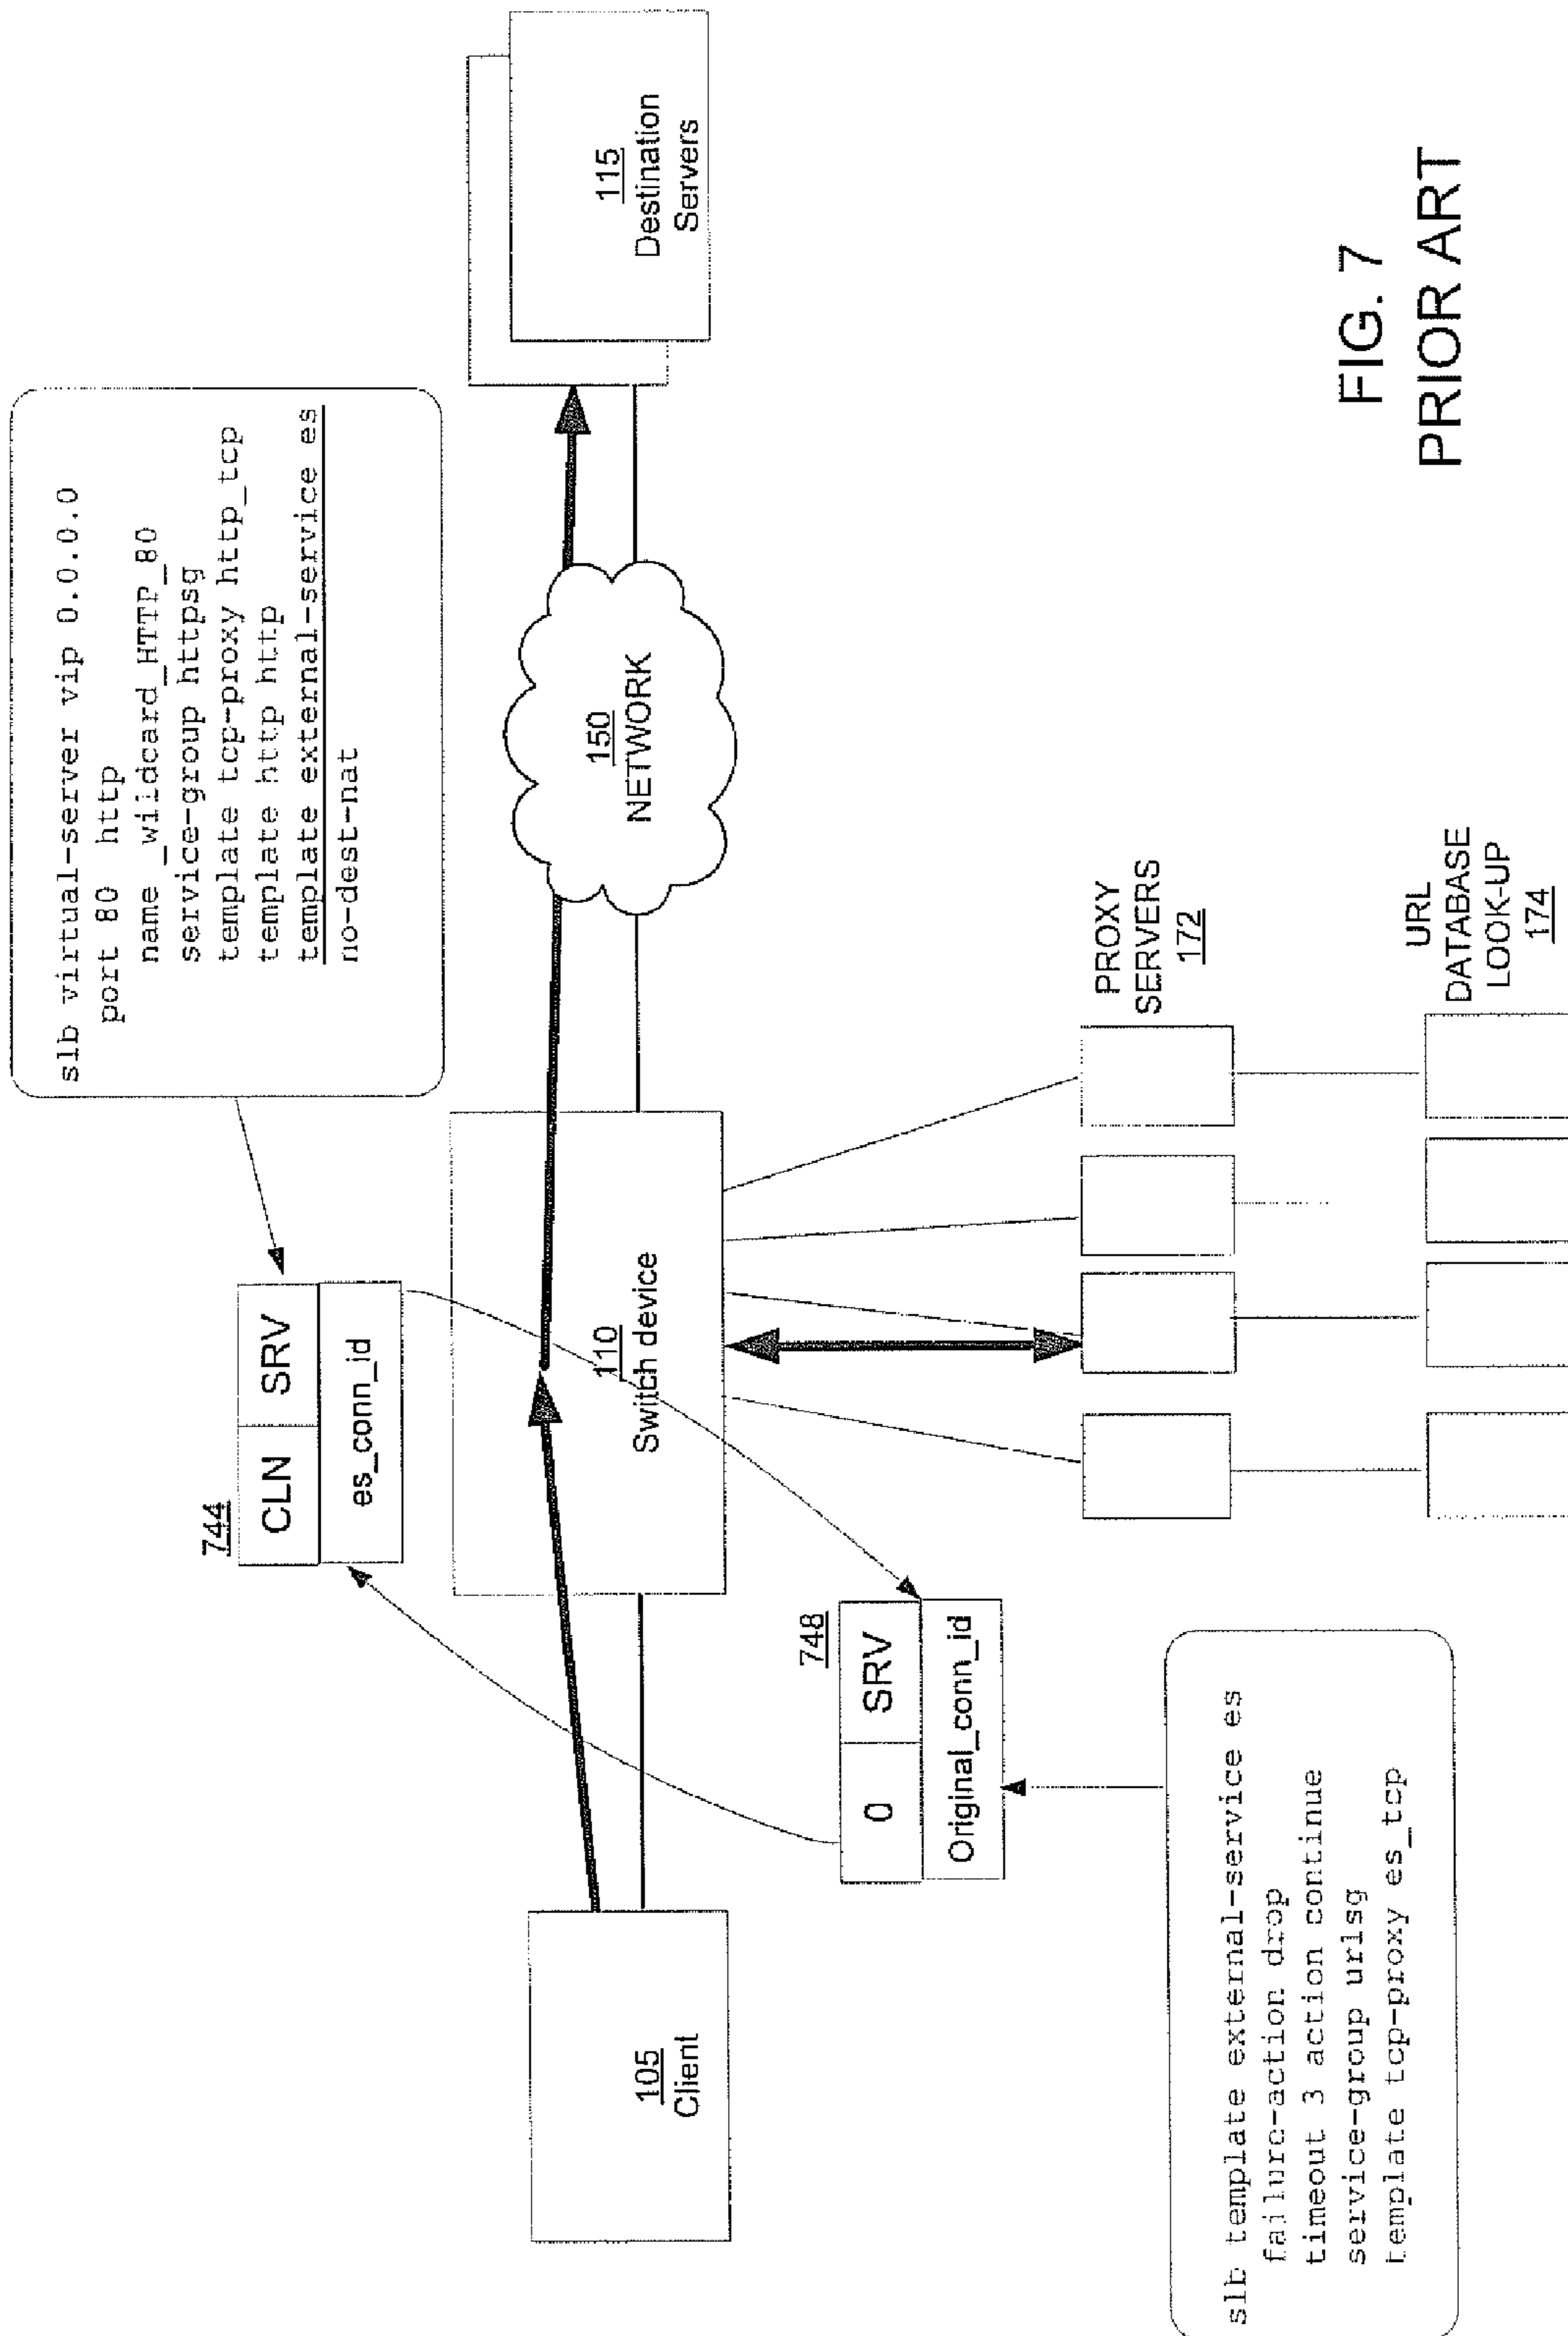 slb virtual-server vip 0.0.0.0
port 80 http
name _wildcard_HTTP_80
service-group httpsg
template tcp-proxy http_tcp
template http http
template external-service es
no-dest-nat
744
CLN SRV
es_conn_id
105
Client
110
Switch device
150
NETWORK
115
Destination
Servers
748
0 SRV
Original_conn_id
slb template external-service es
failure-action drop
timeout 3 action continue
service-group urlsg
template tcp-proxy es_tcp
PROXY
SERVERS
172
URL
DATABASE
LOOK-UP
174
FIG. 7
PRIOR ART